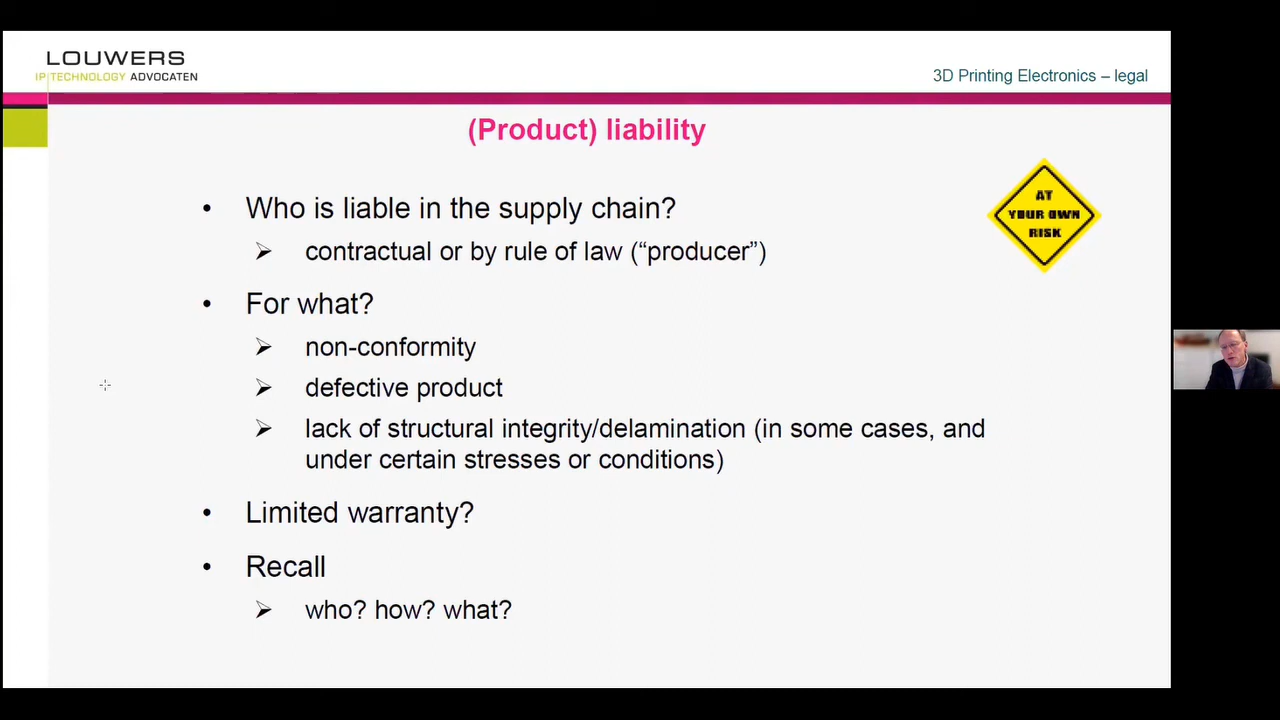 LOUWERS
IP|TECHNOLOGY ADVOCATEN
3D Printing Electronics – legal
(Product) liability
• Who is liable in the supply chain?
➢ contractual or by rule of law (“producer”)
• For what?
➢ non-conformity
➢ defective product
➢ lack of structural integrity/delamination (in some cases, and
under certain stresses or conditions)
• Limited warranty?
• Recall
➢ who? how? what?
AT
YOUR OWN
RISK